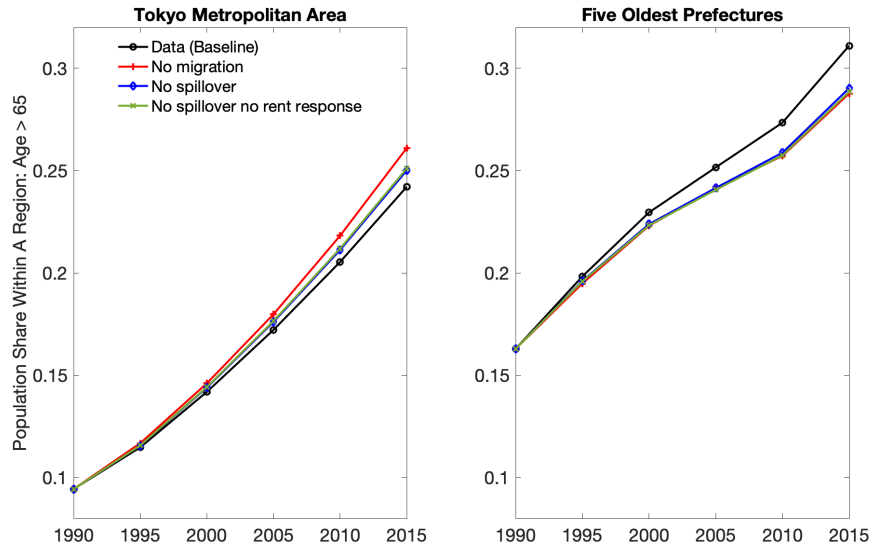 Tokyo Metropolitan Area
Five Oldest Prefectures
Population Share Within A Region: Age > 65
Data (Baseline)
No migration
No spillover
No spillover no rent response
0.3
0.25
0.2
0.15
0.1
1990 1995 2000 2005 2010 2015
0.3
0.25
0.2
0.15
0.1
1990 1995 2000 2005 2010 2015